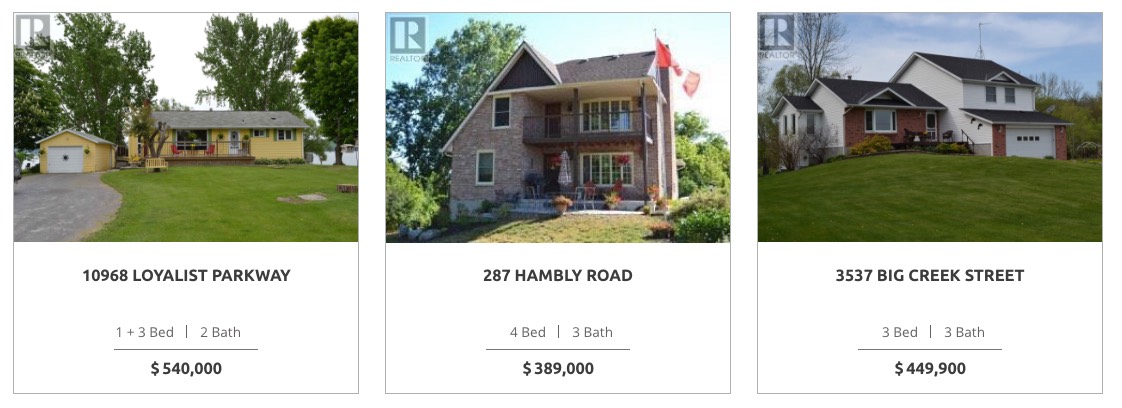 R
REALTOR
10968 LOYALIST PARKWAY
1 + 3 Bed | 2 Bath
$ 540,000
R
REALTOR
287 HAMBLY ROAD
4 Bed | 3 Bath
$ 389,000
R
REALTOR
3537 BIG CREEK STREET
3 Bed | 3 Bath
$ 449,900